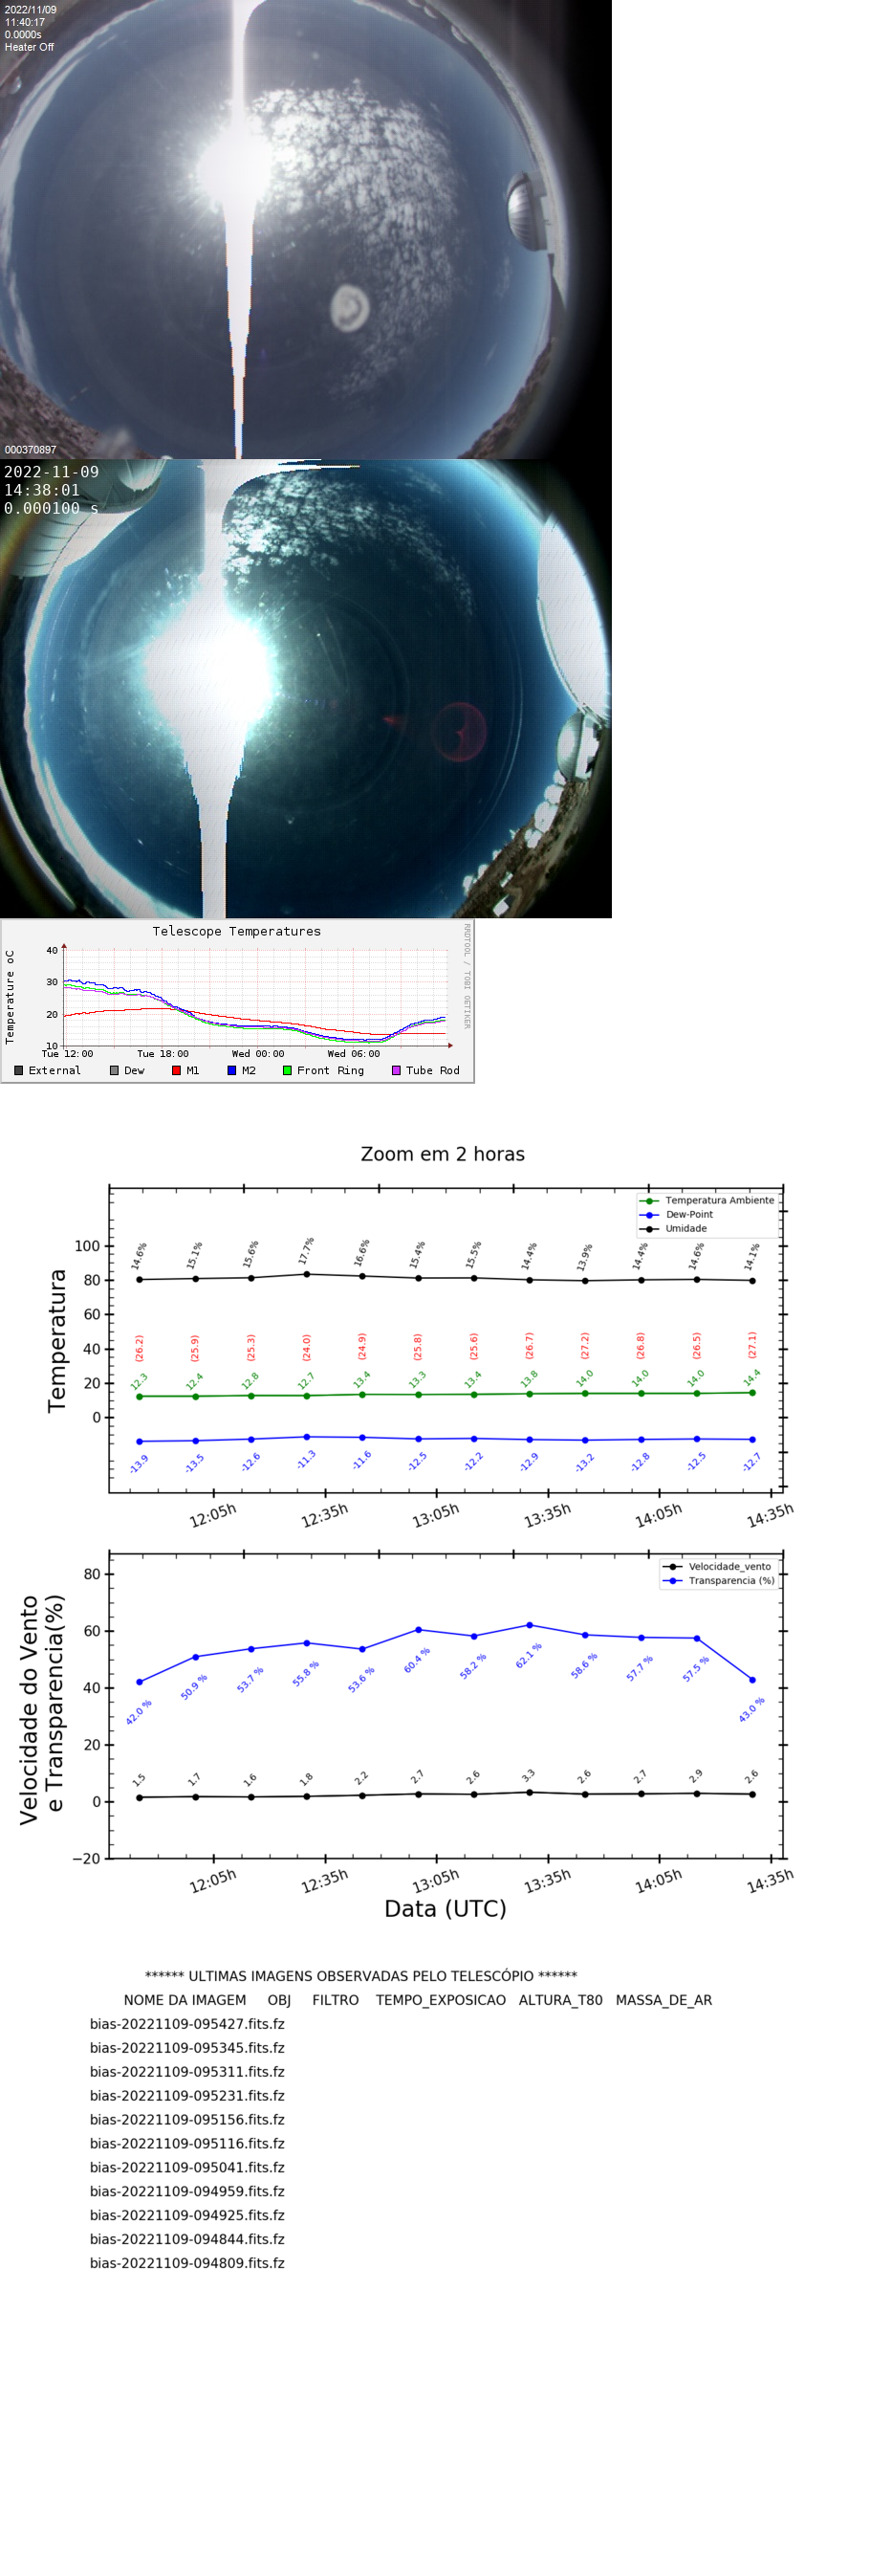 2022/11/09
11:40:17
0.0000s
Heater Off
000370897
2022-11-09
14:38:01
0.000100 s
Telescope Temperatures
RRDTOOL / TOBI OETIKER
Temperature oC
40
30
20
10
Tue 12:00 Tue 18:00 Wed 00:00 Wed 06:00
External Dew M1 M2 Front Ring Tube Rod
Zoom em 2 horas
Temperatura Ambiente
Dew-Point
Umidade
Temperatura
100
80
60
40
20
0
14.6% 15.1% 15.6% 17.7% 16.6% 15.4% 15.5% 14.4% 13.9% 14.4% 14.6% 14.1%
(26.2) (25.9) (25.3) (24.0) (24.9) (25.8) (25.6) (26.7) (27.2) (26.8) (26.5) (27.1)
12.3 12.4 12.8 12.7 13.4 13.3 13.4 13.8 14.0 14.0 14.0 14.4
-13.9 -13.5 -12.6 -11.3 -11.6 -12.5 -12.2 -12.9 -13.2 -12.8 -12.5 -12.7
12:05h 12:35h 13:05h 13:35h 14:05h 14:35h
Velocidade_vento
Transparencia (%)
Velocidade do Vento
e Transparencia(%)
80
60
40
20
0
−20
42.0 % 50.9 % 53.7 % 55.8 % 53.6 % 60.4 % 58.2 % 62.1 % 58.6 % 57.7 % 57.5 % 43.0 %
1.5 1.7 1.6 1.8 2.2 2.7 2.6 3.3 2.6 2.7 2.9 2.6
12:05h 12:35h 13:05h 13:35h 14:05h 14:35h
Data (UTC)
****** ULTIMAS IMAGENS OBSERVADAS PELO TELESCÓPIO ******
NOME DA IMAGEM OBJ FILTRO TEMPO_EXPOSICAO ALTURA_T80 MASSA_DE_AR
bias-20221109-095427.fits.fz
bias-20221109-095345.fits.fz
bias-20221109-095311.fits.fz
bias-20221109-095231.fits.fz
bias-20221109-095156.fits.fz
bias-20221109-095116.fits.fz
bias-20221109-095041.fits.fz
bias-20221109-094959.fits.fz
bias-20221109-094925.fits.fz
bias-20221109-094844.fits.fz
bias-20221109-094809.fits.fz